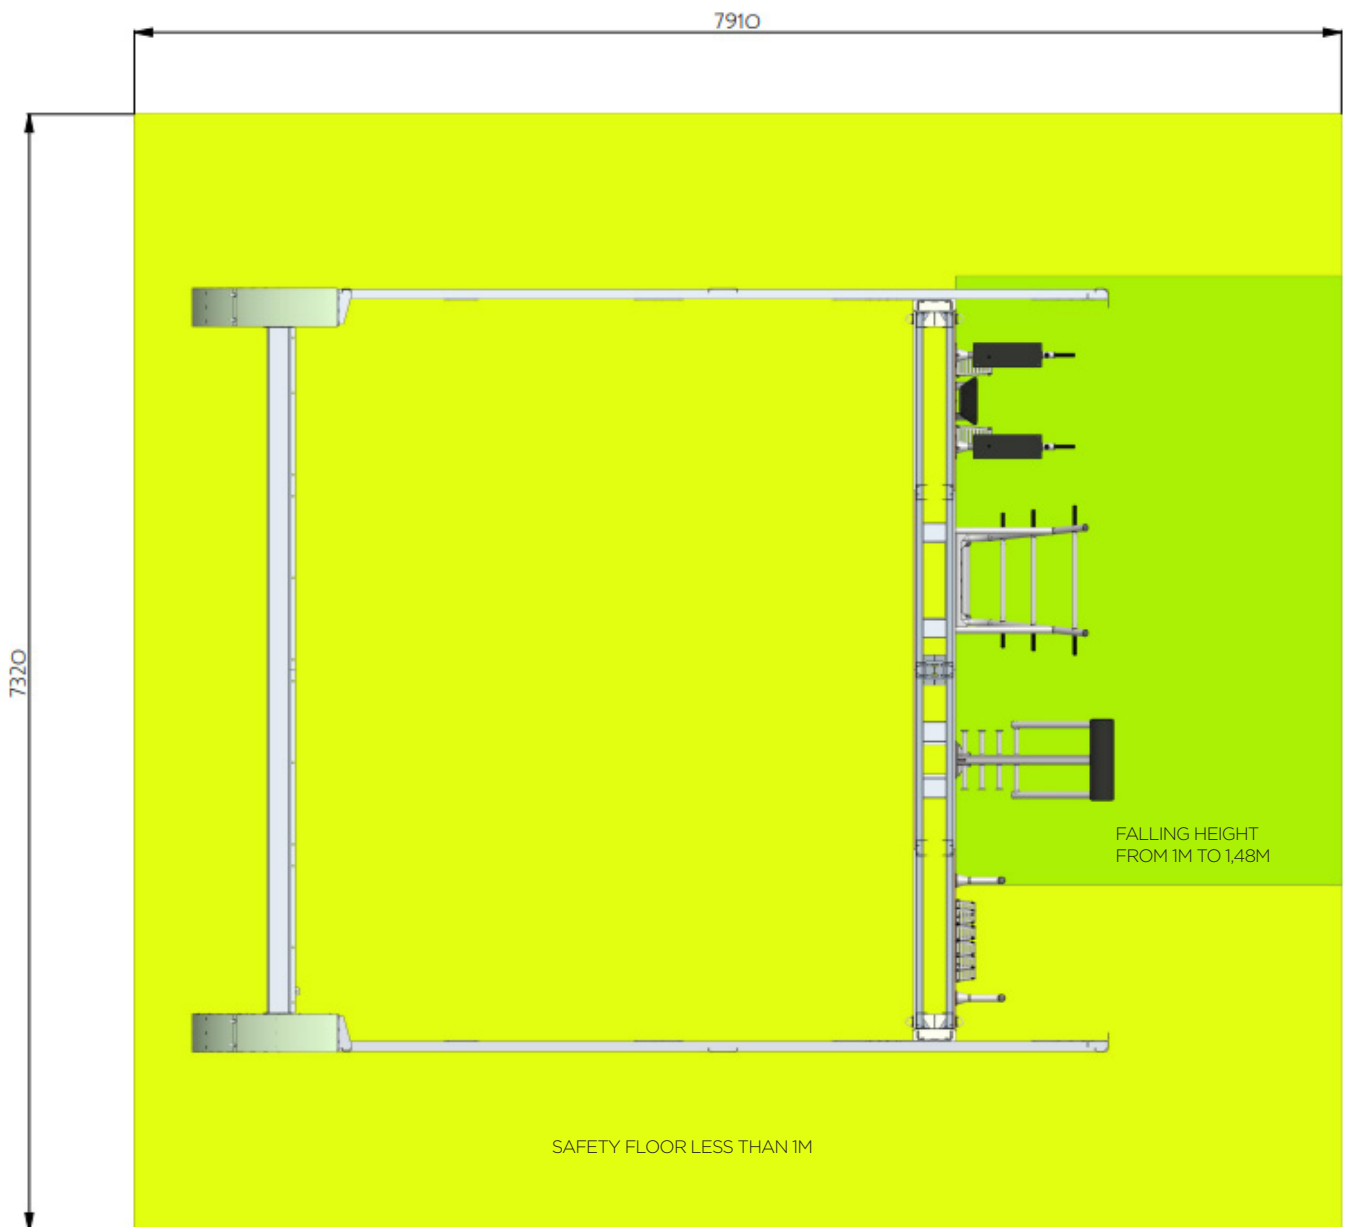 7910
7320
FALLING HEIGHT
FROM 1M TO 1,48M
SAFETY FLOOR LESS THAN 1M